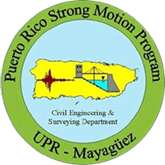 Puerto Rico Strong Motion Program
Civil Engineering &
Surveying Department
UPR - Mayagüez